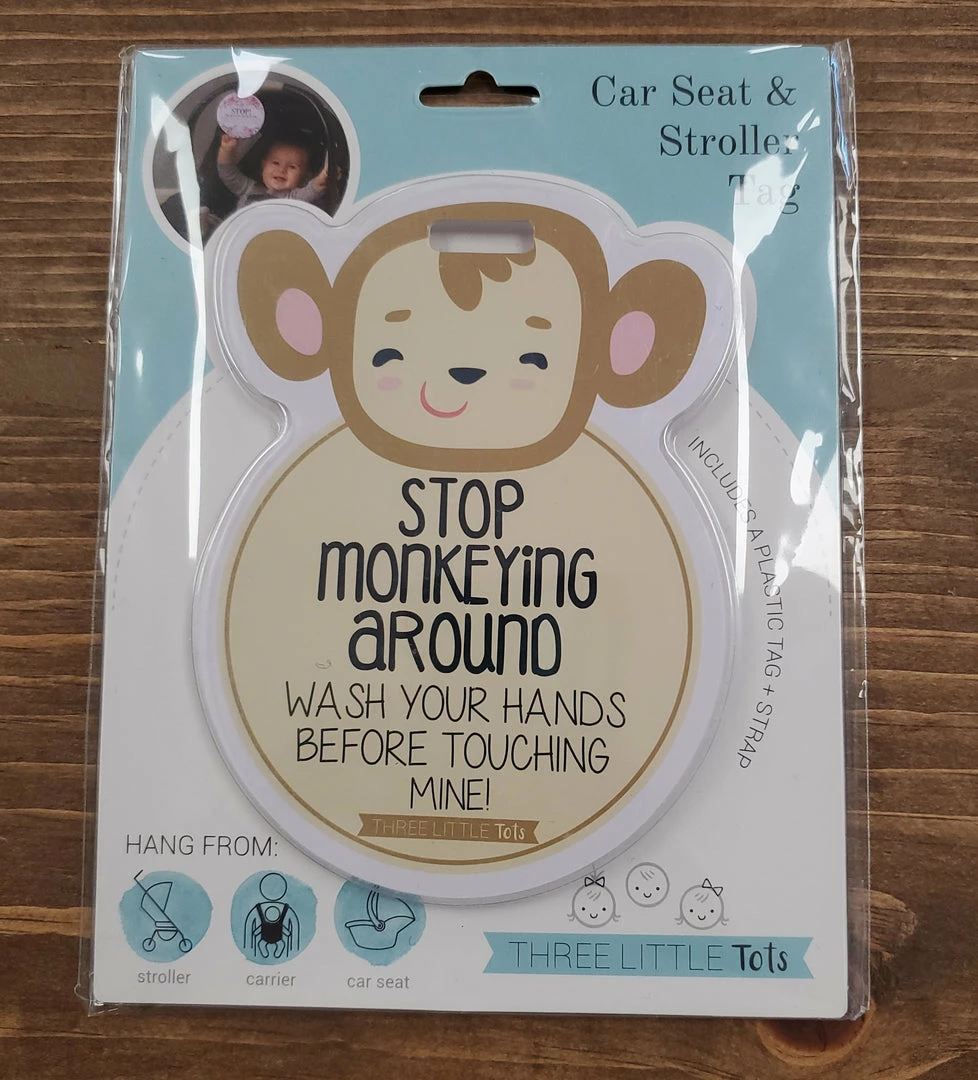 STOP!
Car Seat &
Stroller
Tag
STOP
MONKEYING
AROUND
WASH YOUR HANDS
BEFORE TOUCHING
MINE!
THREE LITTLE Tots
INCLUDES A PLASTIC TAG + STRAP
HANG FROM:
stroller
carrier
car seat
THREE LITTLE Tots